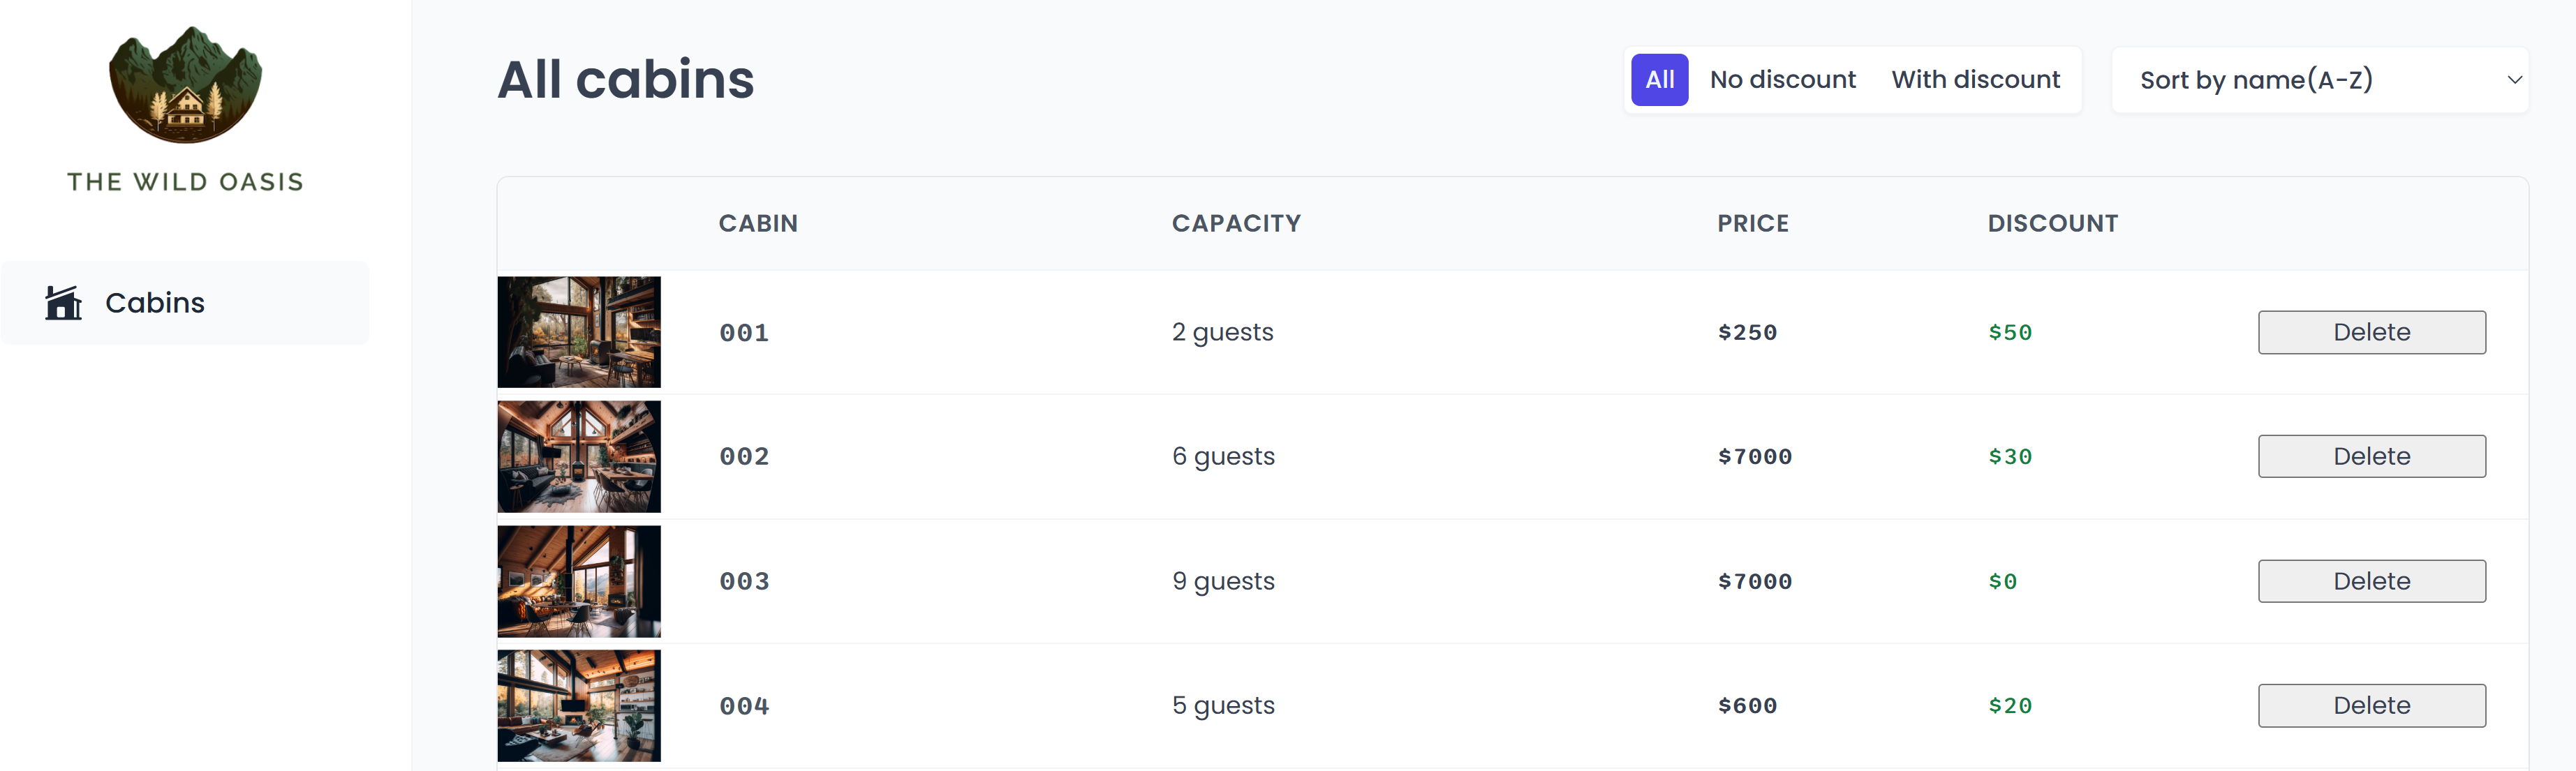 THE WILD OASIS
Cabins
All cabins
All No discount With discount
Sort by name(A-Z)
CABIN CAPACITY PRICE DISCOUNT
001 2 guests $250 $50 Delete
002 6 guests $7000 $30 Delete
003 9 guests $7000 $0 Delete
004 5 guests $600 $20 Delete